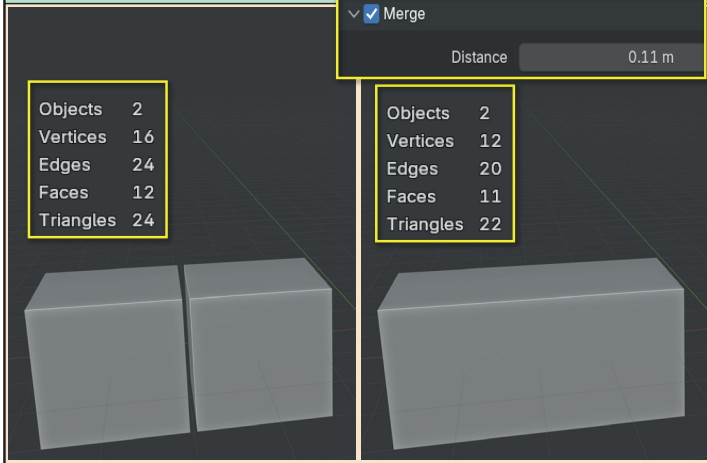 Merge
Distance 0.11 m
Objects 2
Vertices 16
Edges 24
Faces 12
Triangles 24
Objects 2
Vertices 12
Edges 20
Faces 11
Triangles 22